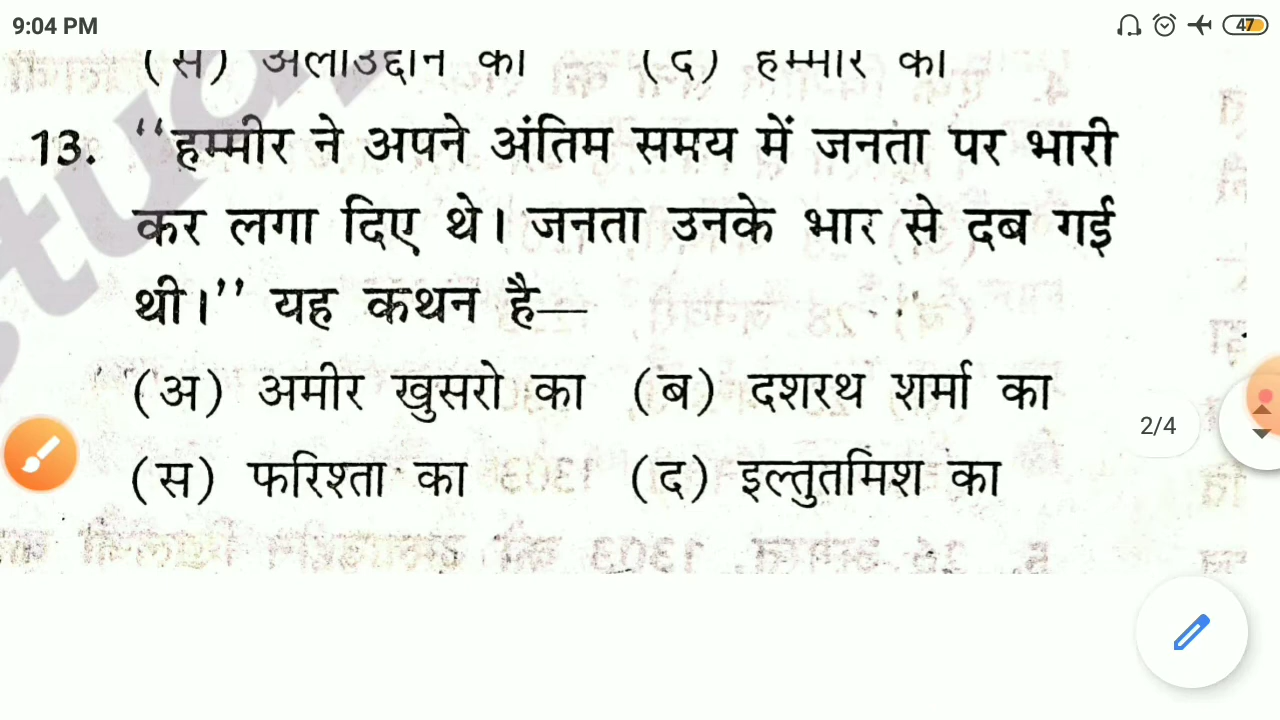 9:04 PM
47
(स) अलाउद्दीन का (द) हम्मीर का
13. “हम्मीर ने अपने अंतिम समय में जनता पर भारी
कर लगा दिए थे। जनता उनके भार से दब गई
थी।” यह कथन है—
(अ) अमीर खुसरो का (ब) दशरथ शर्मा का
2/4
(स) फरिश्ता का (द) इल्तुतमिश का